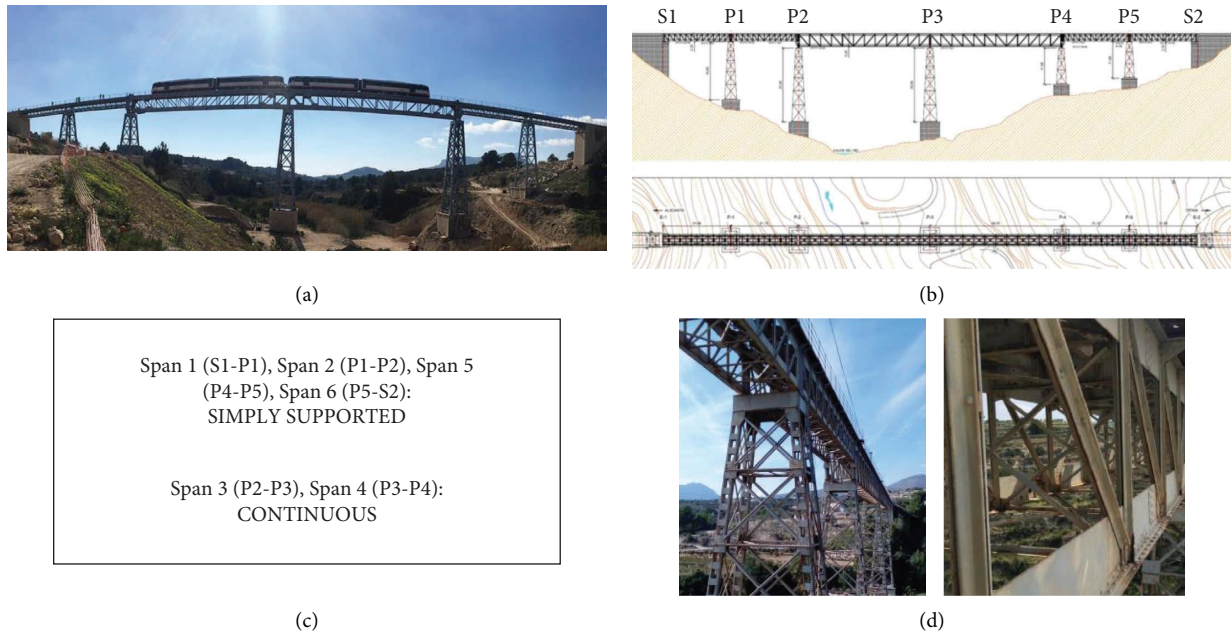 S1 P1 P2 P3 P4 P5 S2
(a)
(b)
Span 1 (S1-P1), Span 2 (P1-P2), Span 5
(P4-P5), Span 6 (P5-S2):
SIMPLY SUPPORTED
Span 3 (P2-P3), Span 4 (P3-P4):
CONTINUOUS
(c)
(d)